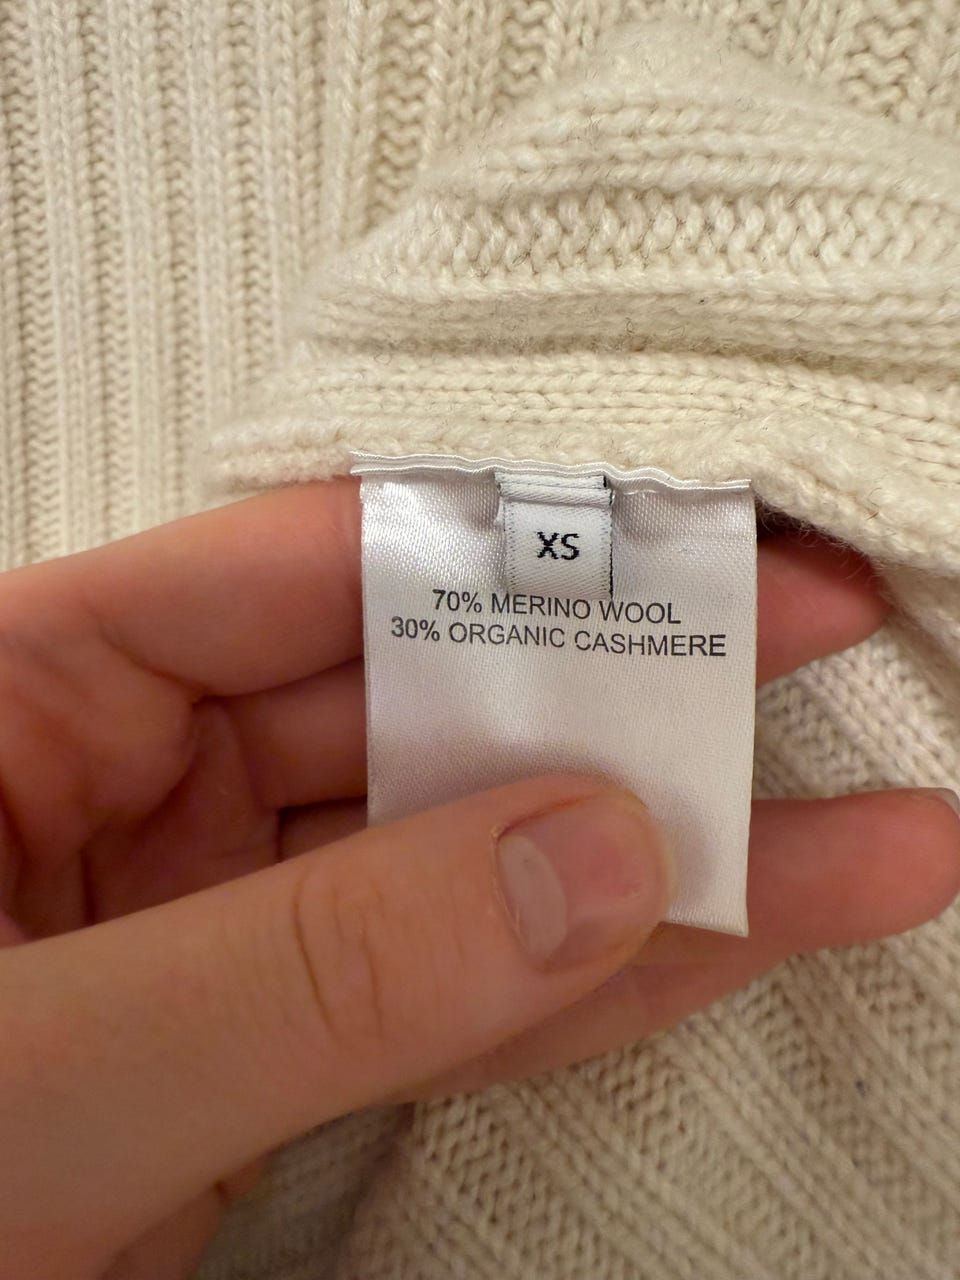 XS
70% MERINO WOOL
30% ORGANIC CASHMERE